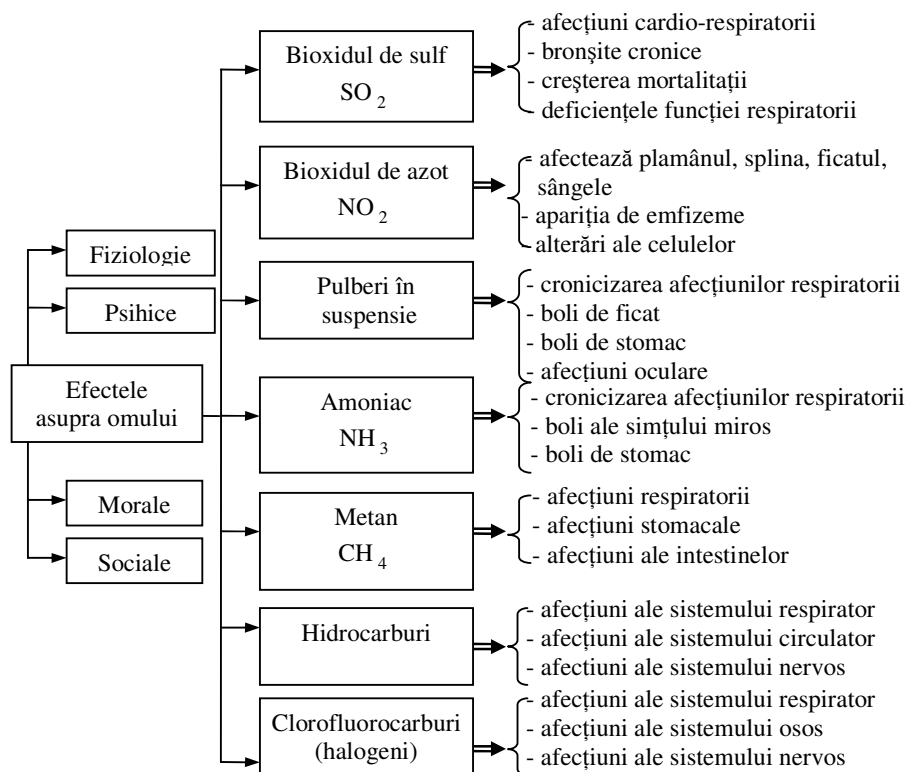 Fiziologie
Psihice
Efectele
asupra omului
Morale
Sociale
Bioxidul de sulf
SO 2
- afecțiuni cardio-respiratorii
- bronșite cronice
- creşterea mortalitații
- deficiențele funcției respiratorii
Bioxidul de azot
NO 2
- afectează plamânul, splina, ficatul,
sângele
- apariția de emfizeme
- alterări ale celulelor
Pulberi în
suspensie
- cronicizarea afecțiunilor respiratorii
- boli de ficat
- boli de stomac
- afecțiuni oculare
Amoniac
NH 3
- cronicizarea afecțiunilor respiratorii
- boli ale simțului miros
- boli de stomac
Metan
CH 4
- afecțiuni respiratorii
- afecțiuni stomacale
- afecțiuni ale intestinelor
Hidrocarburi
- afecțiuni ale sistemului respirator
- afecțiuni ale sistemului circulator
- afectiuni ale sistemului nervos
Clorofluorocarburi
(halogeni)
- afecțiuni ale sistemului respirator
- afecțiuni ale sistemului osos
- afecțiuni ale sistemului nervos